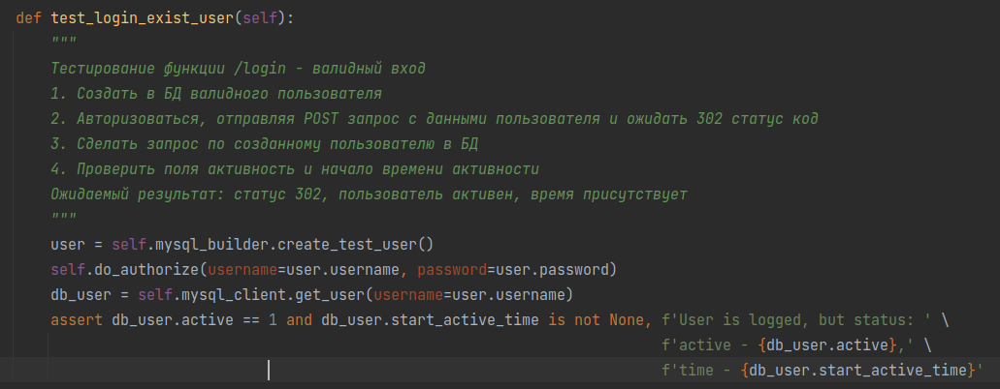 def test_login_exist_user(self):
"""
Тестирование функции /login - валидный вход
1. Создать в БД валидного пользователя
2. Авторизоваться, отправляя POST запрос с данными пользователя и ожидать 302 статус код
3. Сделать запрос по созданному пользователю в БД
4. Проверить поля активность и начало времени активности
Ожидаемый результат: статус 302, пользователь активен, время присутствует
"""
user = self.mysql_builder.create_test_user()
self.do_authorize(username=user.username, password=user.password)
db_user = self.mysql_client.get_user(username=user.username)
assert db_user.active == 1 and db_user.start_active_time is not None, f'User is logged, but status: ' \
f'active - {db_user.active},' \
f'time - {db_user.start_active_time}'